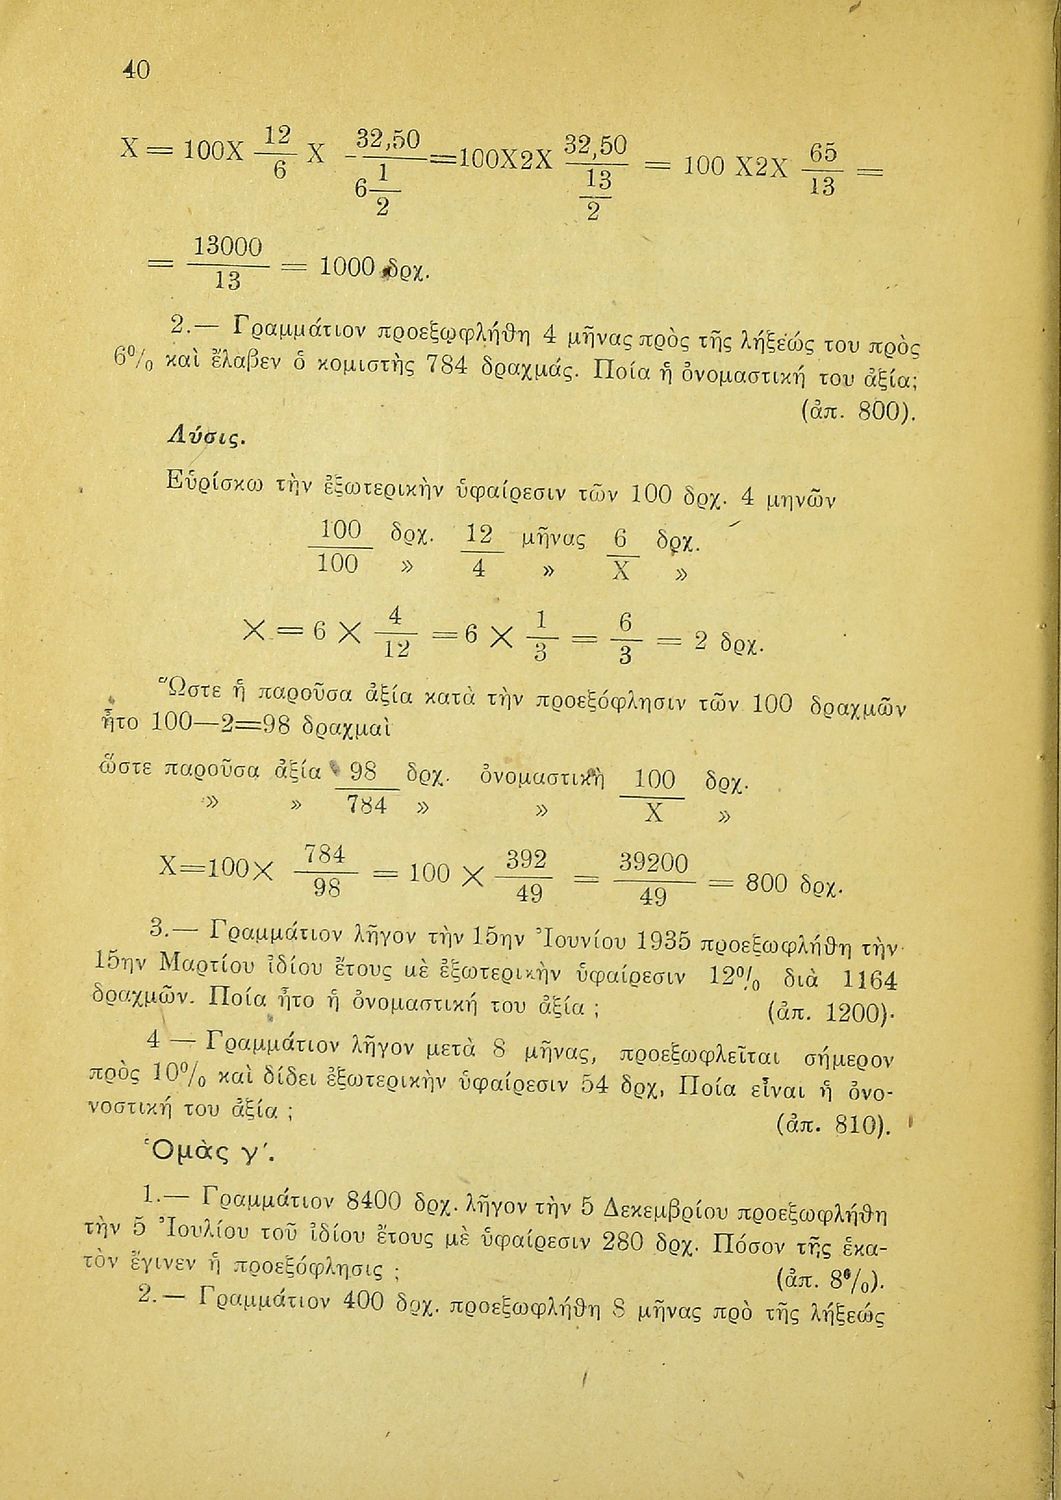 40
X = 100X 12/6 X 32,50/6 1/2 =100X2X 32,50/13/2 = 100 X2X 65/13 =
= 13000/13 = 1000 δρχ.
2.— Γραμμάτιον προεξωφλήθη 4 μῆνας πρὸς τῆς λήξεώς του πρὸς
6⁰/₀ καὶ ἔλαβεν ὁ κομιστὴς 784 δραχμάς. Ποία ἡ ὀνομαστική του ἀξία;
(ἀπ. 800).
Λύσις.
Εὑρίσκω τὴν ἐξωτερικὴν ὑφαίρεσιν τῶν 100 δρχ. 4 μηνῶν
100 δρχ. 12 μῆνας 6 δρχ.
100 » 4 » X »
X = 6 X 4/12 = 6 X 1/3 = 6/3 = 2 δρχ.
Ὥστε ἡ παροῦσα ἀξία κατὰ τὴν προεξόφλησιν τῶν 100 δραχμῶν
ἦτο 100—2=98 δραχμαὶ
ὥστε παροῦσα ἀξία 98 δρχ. ὀνομαστικὴ 100 δρχ.
» » 784 » » X »
X=100X 784/98 = 100 X 392/49 = 39200/49 = 800 δρχ.
3.— Γραμμάτιον λῆγον τὴν 15ην Ἰουνίου 1935 προεξωφλήθη τὴν
15ην Μαρτίου ἰδίου ἔτους μὲ ἐξωτερικὴν ὑφαίρεσιν 12⁰/₀ διὰ 1164
δραχμῶν. Ποία ἦτο ἡ ὀνομαστική του ἀξία ; (ἀπ. 1200).
4 — Γραμμάτιον λῆγον μετὰ 8 μῆνας, προεξωφλεῖται σήμερον
πρὸς 10⁰/₀ καὶ δίδει ἐξωτερικὴν ὑφαίρεσιν 54 δρχ, Ποία εἶναι ἡ ὀνο-
νοστική του ἀξία ; (ἀπ. 810).
Ὁμὰς γ΄.
1.— Γραμμάτιον 8400 δρχ. λῆγον τὴν 5 Δεκεμβρίου προεξωφλήθη
τὴν 5 Ἰουλίου τοῦ ἰδίου ἔτους μὲ ὑφαίρεσιν 280 δρχ. Πόσον τῆς ἑκα-
τὸν ἔγινεν ἡ προεξόφλησις ; (ἀπ. 8⁰/₀).
2.— Γραμμάτιον 400 δρχ. προεξωφλήθη 8 μῆνας πρὸ τῆς λήξεώς